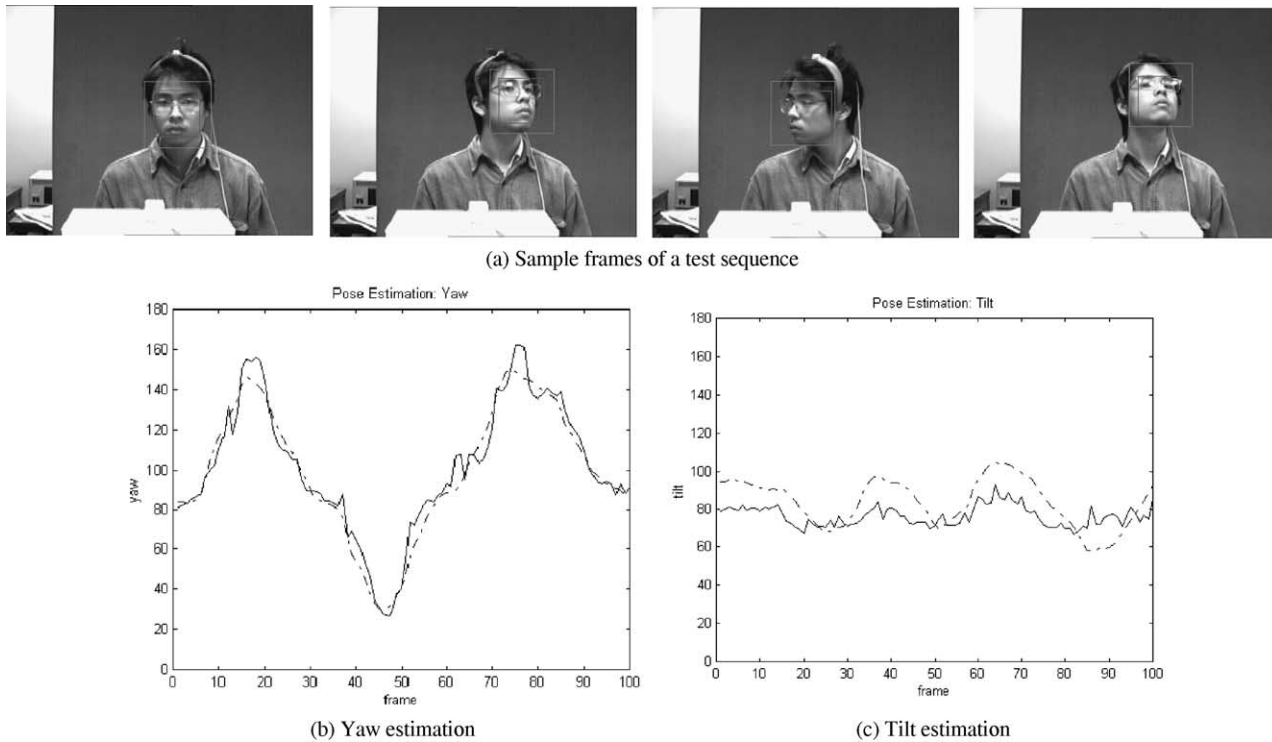 (a) Sample frames of a test sequence
Pose Estimation: Yaw
180
160
140
120
100
80
60
40
20
0
yaw
0 10 20 30 40 50 60 70 80 90 100
frame
(b) Yaw estimation
Pose Estimation: Tilt
180
160
140
120
100
80
60
40
20
0
tilt
0 10 20 30 40 50 60 70 80 90 100
frame
(c) Tilt estimation